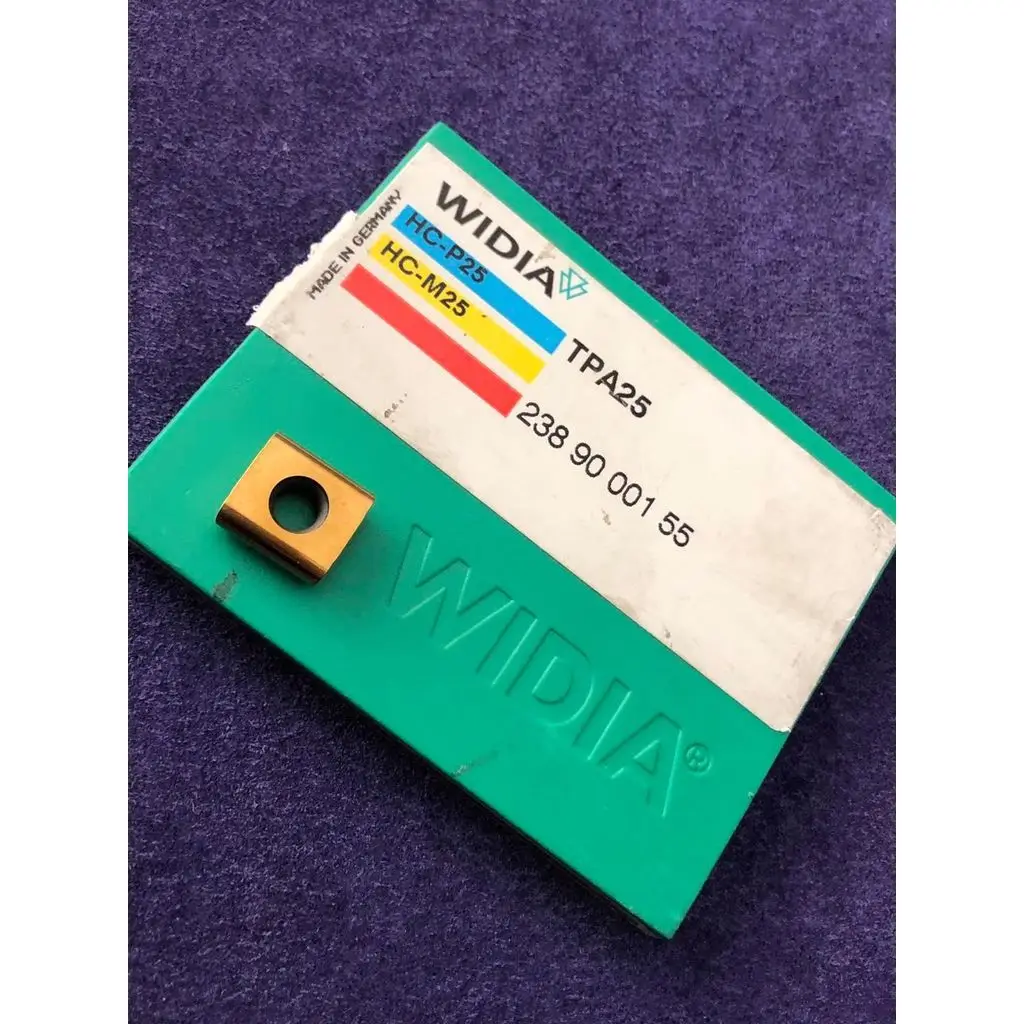 WIDIA
MADE IN GERMANY
HC-P25
HC-M25
TPA25
238 90 001 55
WIDIA®